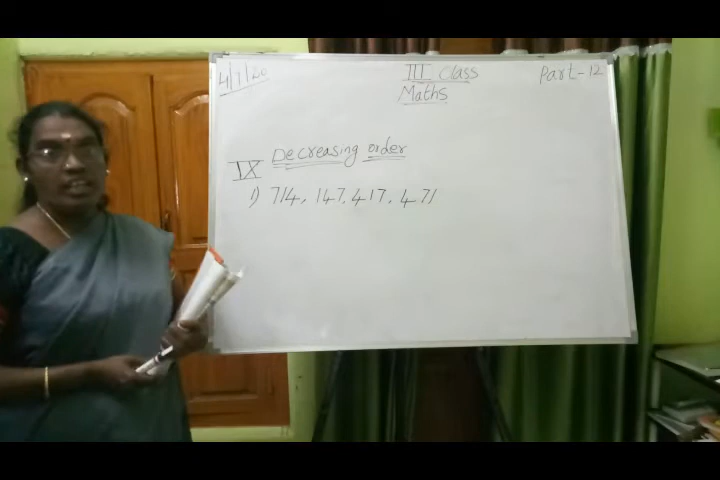 4/1/20
III Class
Part-12
Maths
IX Decreasing order
1) 714, 147, 417, 471